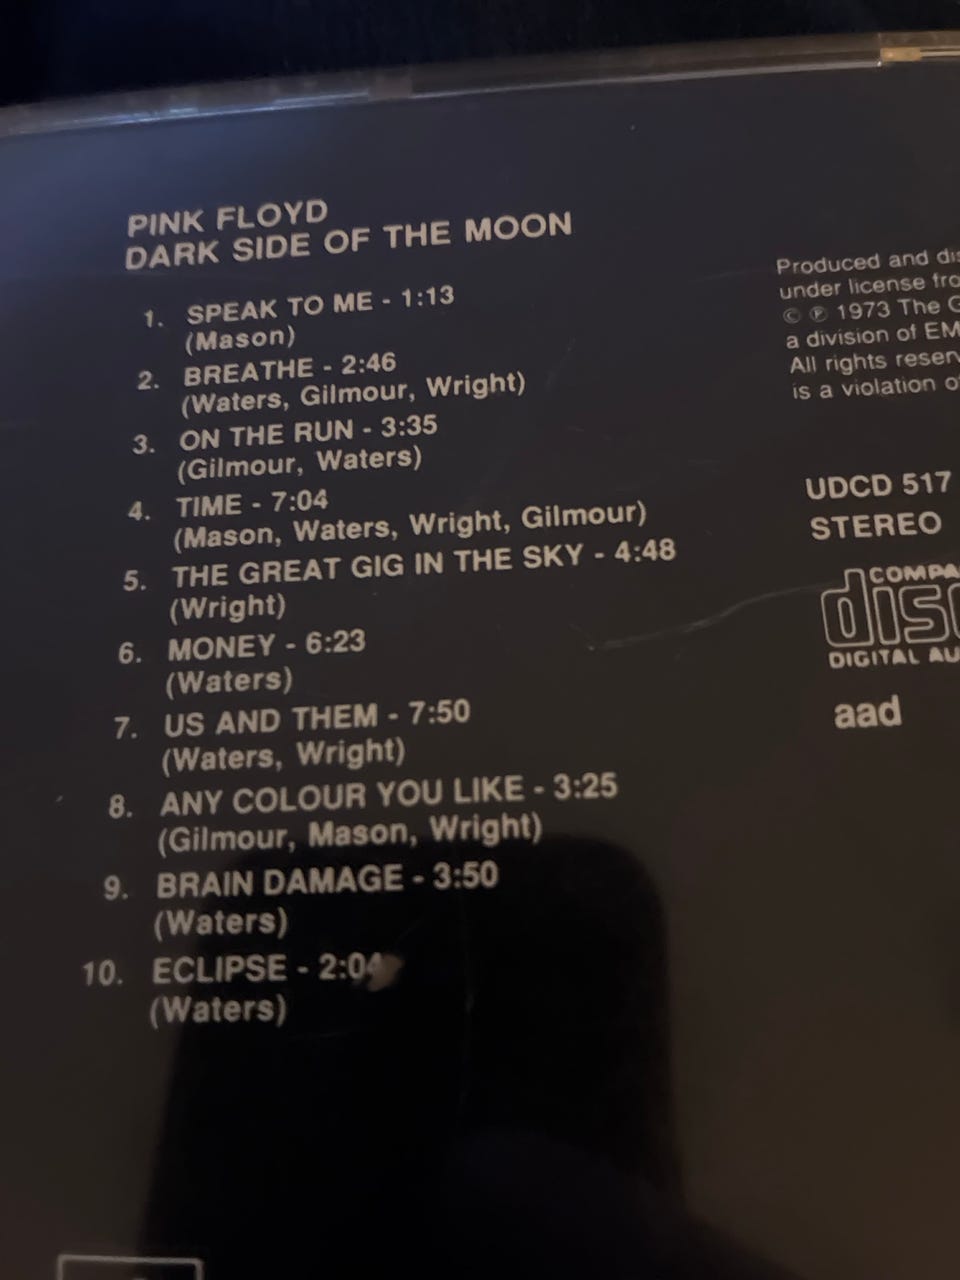 PINK FLOYD
DARK SIDE OF THE MOON
1. SPEAK TO ME - 1:13
(Mason)
2. BREATHE - 2:46
(Waters, Gilmour, Wright)
3. ON THE RUN - 3:35
(Gilmour, Waters)
4. TIME - 7:04
(Mason, Waters, Wright, Gilmour)
5. THE GREAT GIG IN THE SKY - 4:48
(Wright)
6. MONEY - 6:23
(Waters)
7. US AND THEM - 7:50
(Waters, Wright)
8. ANY COLOUR YOU LIKE - 3:25
(Gilmour, Mason, Wright)
9. BRAIN DAMAGE - 3:50
(Waters)
10. ECLIPSE - 2:04
(Waters)
Produced and
under license
© ℗ 1973 The
a division of
All rights
is a violation
UDCD 517
STEREO
disc
DIGITAL
aad